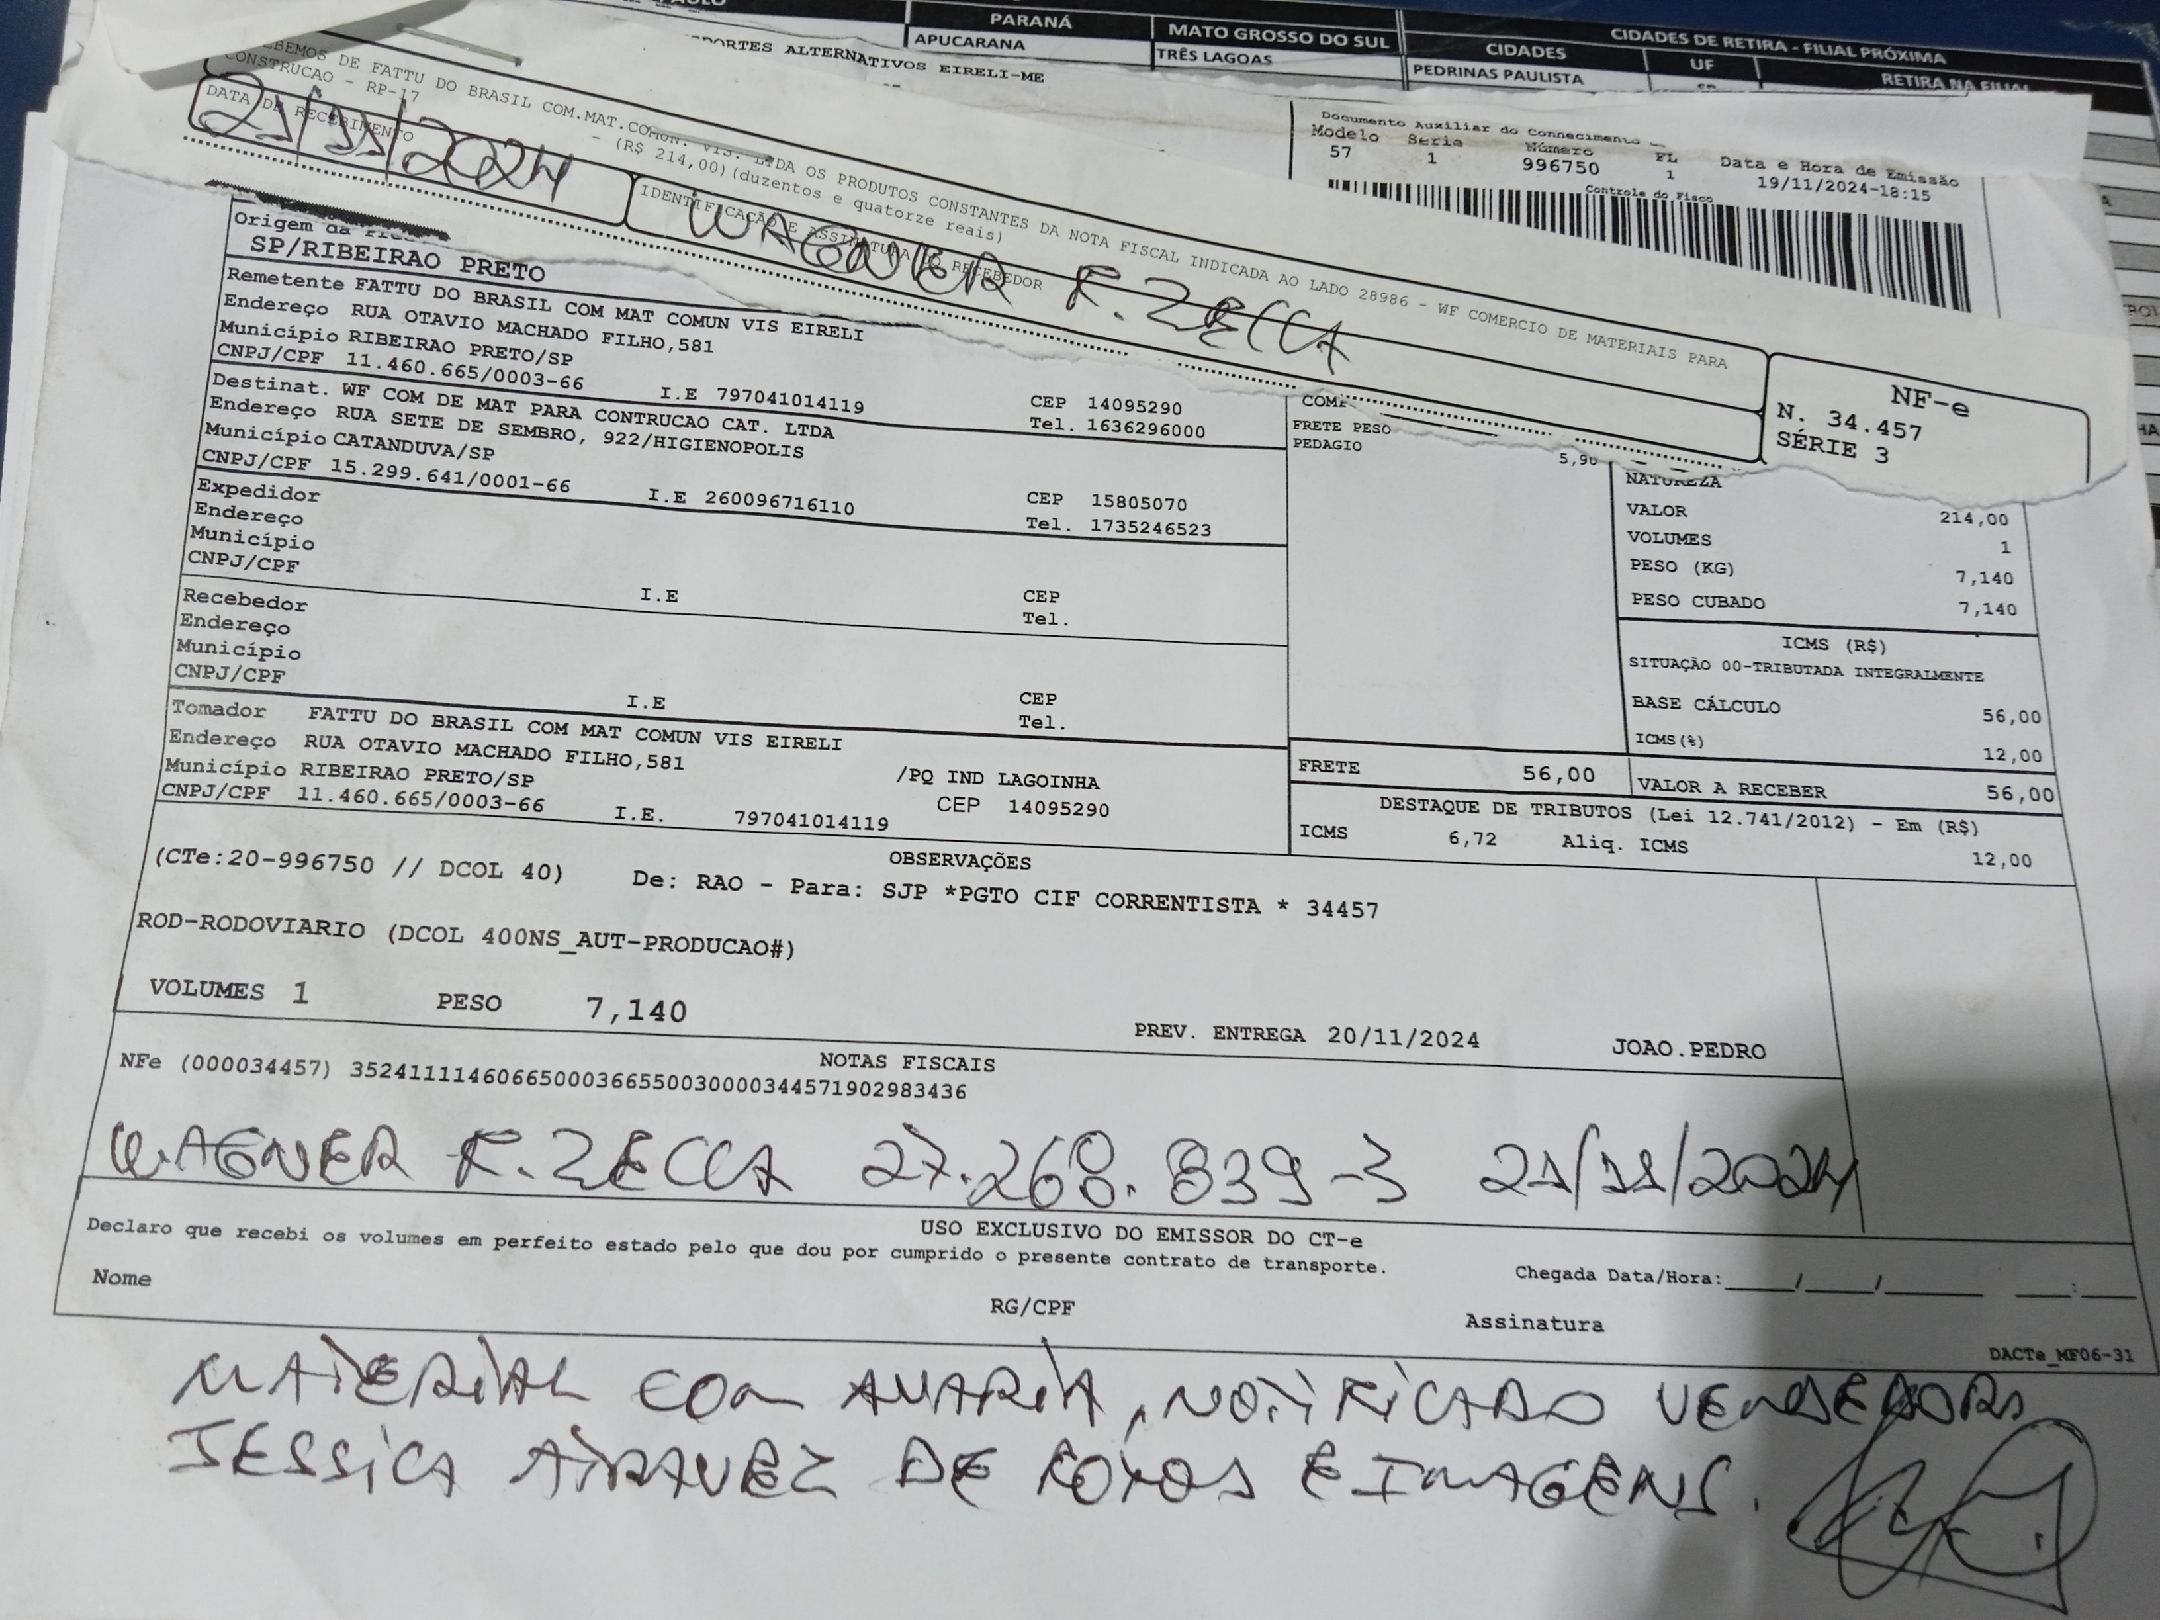 PARANÁ
MATO GROSSO DO SUL
CIDADES DE RETIRA - FILIAL PRÓXIMA
APUCARANA
TRÊS LAGOAS
CIDADES
UF
RETIRA NA FILIAL
PEDRINAS PAULISTA
ALTERNATIVOS EIRELI-ME
DE FATTU DO BRASIL COM.MAT. LTDA OS PRODUTOS CONSTANTES DA NOTA FISCAL INDICADA AO LADO 28986 - WF COMERCIO DE MATERIAIS PARA
CONSTRUCAO - RP-17 - (R$ 214,00)(duzentos e quatorze reais)
DATA DE RECEBIMENTO
21/11/2024
IDENTIFICAÇÃO E ASSINATURA DO RECEBEDOR
WAGNER F. ZECCA
NF-e
N. 34.457
SÉRIE 3
Documento Auxiliar do Conhecimento
Modelo Serie Número FL Data e Hora de Emissão
57 1 996750 1 19/11/2024-18:15
Controle do Fisco
Origem da
SP/RIBEIRAO PRETO
Remetente FATTU DO BRASIL COM MAT COMUN VIS EIRELI
Endereço RUA OTAVIO MACHADO FILHO,581
Município RIBEIRAO PRETO/SP CEP 14095290
CNPJ/CPF 11.460.665/0003-66 I.E 797041014119 Tel. 1636296000
Destinat. WF COM DE MAT PARA CONTRUCAO CAT. LTDA
Endereço RUA SETE DE SEMBRO, 922/HIGIENOPOLIS
Município CATANDUVA/SP CEP 15805070
CNPJ/CPF 15.299.641/0001-66 I.E 260096716110 Tel. 1735246523
Expedidor
Endereço
Município CEP
CNPJ/CPF I.E Tel.
Recebedor
Endereço
Município CEP
CNPJ/CPF I.E Tel.
Tomador FATTU DO BRASIL COM MAT COMUN VIS EIRELI
Endereço RUA OTAVIO MACHADO FILHO,581 /PQ IND LAGOINHA
Município RIBEIRAO PRETO/SP CEP 14095290
CNPJ/CPF 11.460.665/0003-66 I.E. 797041014119
FRETE PESO
PEDAGIO 5,90
NATUREZA
VALOR 214,00
VOLUMES 1
PESO (KG) 7,140
PESO CUBADO 7,140
ICMS (R$)
SITUAÇÃO 00-TRIBUTADA INTEGRALMENTE
BASE CÁLCULO 56,00
ICMS(%) 12,00
FRETE 56,00 VALOR A RECEBER 56,00
DESTAQUE DE TRIBUTOS (Lei 12.741/2012) - Em (R$)
ICMS 6,72 Aliq. ICMS 12,00
OBSERVAÇÕES
(CTe:20-996750 // DCOL 40) De: RAO - Para: SJP *PGTO CIF CORRENTISTA * 34457
ROD-RODOVIARIO (DCOL 400NS_AUT-PRODUCAO#)
VOLUMES 1 PESO 7,140 PREV. ENTREGA 20/11/2024 JOAO.PEDRO
NOTAS FISCAIS
NFe (000034457) 35241111460665000366550030000344571902983436
WAGNER F. ZECCA 27.268.839-3 21/11/2024
USO EXCLUSIVO DO EMISSOR DO CT-e
Declaro que recebi os volumes em perfeito estado pelo que dou por cumprido o presente contrato de transporte.
Nome RG/CPF Assinatura Chegada Data/Hora:____/____/______ ___:___
DACTe_MF06-31
MATERIAL COM AVARIA, NOTIFICADO VENDEDORA
JESSICA ATRAVEZ DE FOTOS E IMAGENS.